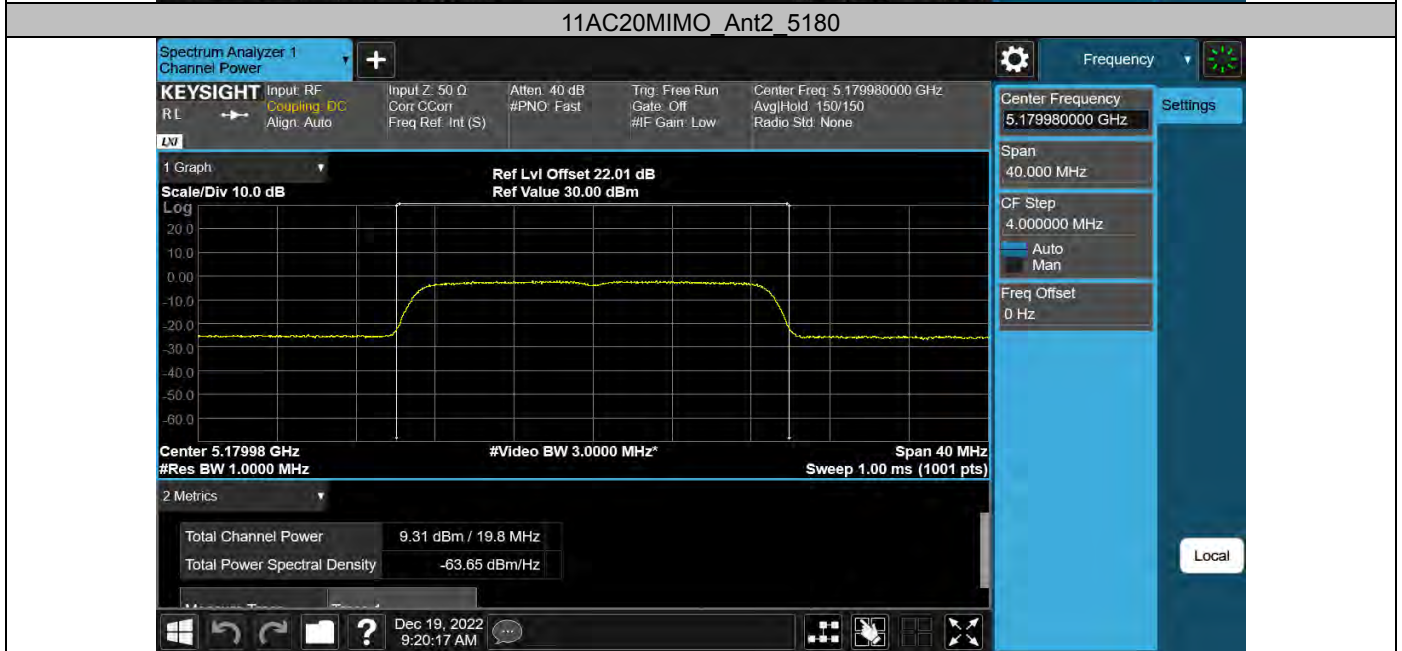 11AC20MIMO_Ant2_5180
Spectrum Analyzer 1
Channel Power
+
Frequency
KEYSIGHT
RL
LXI
Input: RF
Coupling: DC
Align: Auto
Input Z: 50 Ω
Corr CCorr
Freq Ref: Int (S)
Atten: 40 dB
#PNO: Fast
Trig: Free Run
Gate: Off
#IF Gain: Low
Center Freq: 5.179980000 GHz
Avg|Hold: 150/150
Radio Std: None
Center Frequency
5.179980000 GHz
Settings
Span
40.000 MHz
CF Step
4.000000 MHz
Auto
Man
Freq Offset
0 Hz
1 Graph
Scale/Div 10.0 dB
Ref Lvl Offset 22.01 dB
Ref Value 30.00 dBm
Log
20.0
10.0
0.00
-10.0
-20.0
-30.0
-40.0
-50.0
-60.0
Center 5.17998 GHz
#Video BW 3.0000 MHz*
Span 40 MHz
#Res BW 1.0000 MHz
Sweep 1.00 ms (1001 pts)
2 Metrics
Total Channel Power 9.31 dBm / 19.8 MHz
Total Power Spectral Density -63.65 dBm/Hz
Local
?
Dec 19, 2022
9:20:17 AM